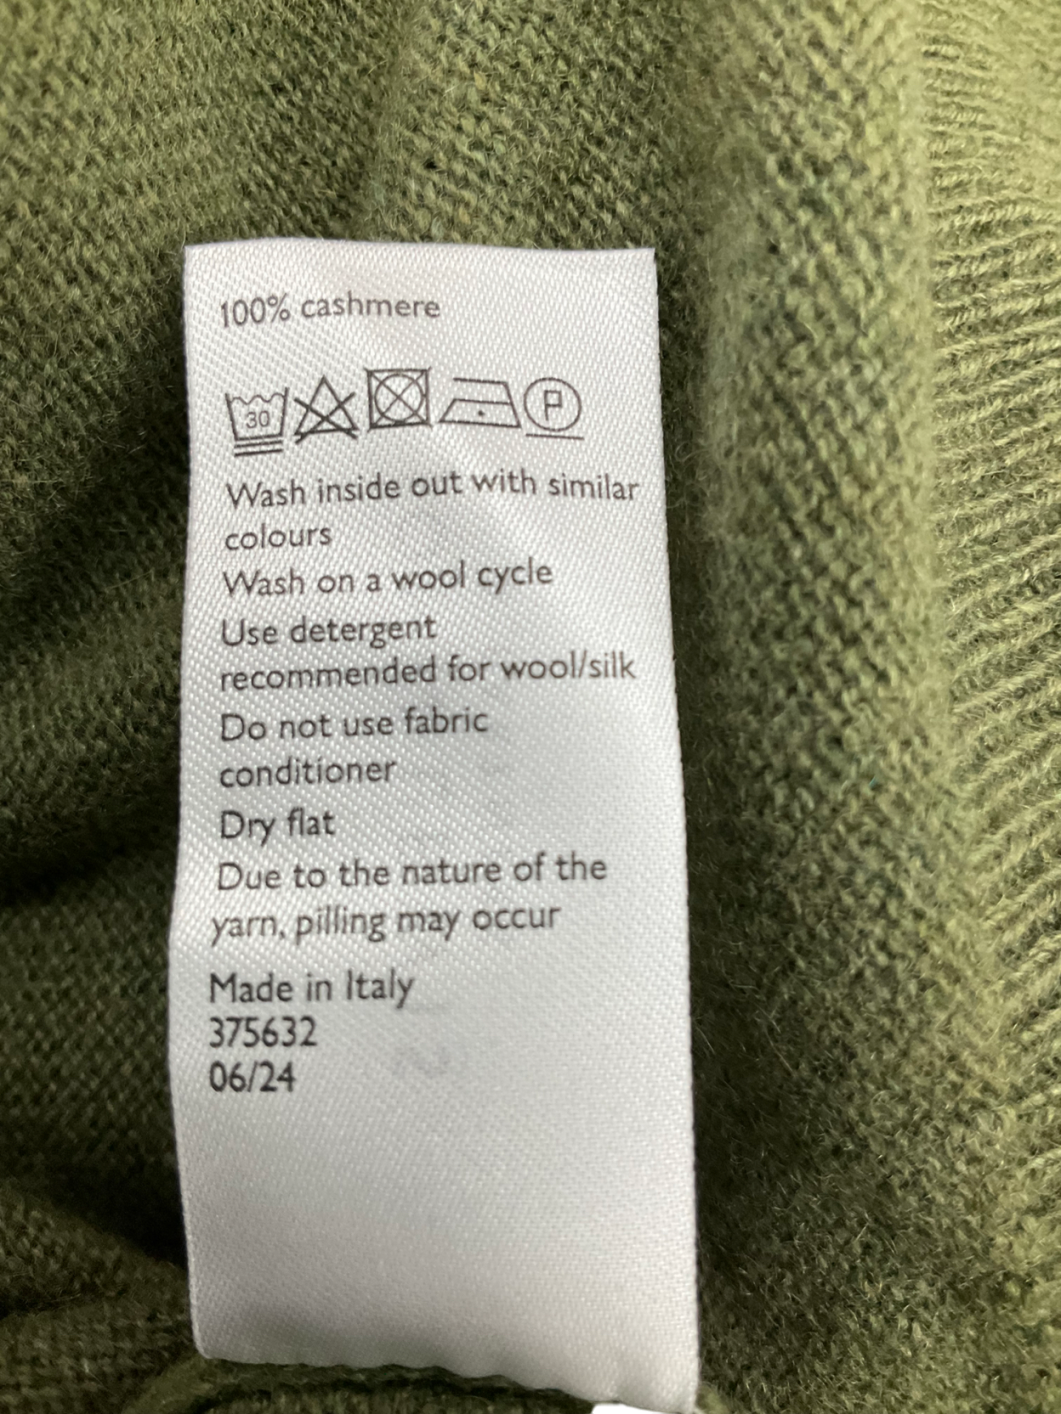 100% cashmere
30 P
Wash inside out with similar
colours
Wash on a wool cycle
Use detergent
recommended for wool/silk
Do not use fabric
conditioner
Dry flat
Due to the nature of the
yarn, pilling may occur
Made in Italy
375632
06/24